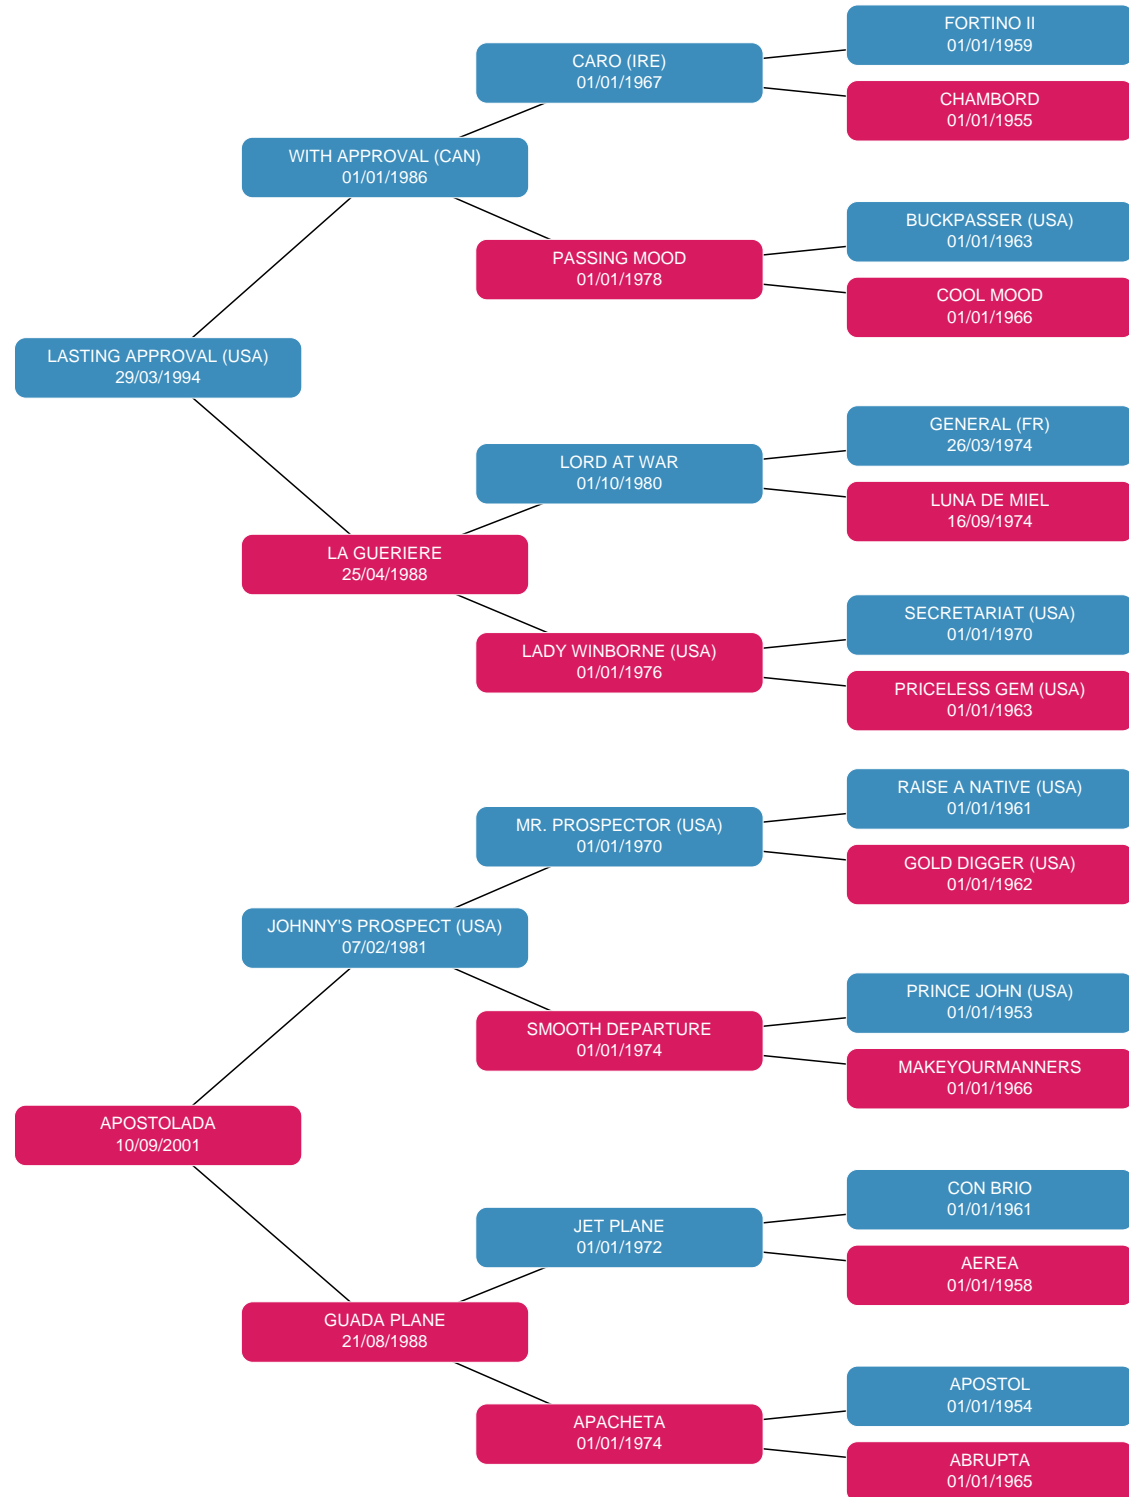 FORTINO II
01/01/1959
CARO (IRE)
01/01/1967
CHAMBORD
01/01/1955
WITH APPROVAL (CAN)
01/01/1986
BUCKPASSER (USA)
01/01/1963
PASSING MOOD
01/01/1978
COOL MOOD
01/01/1966
LASTING APPROVAL (USA)
29/03/1994
GENERAL (FR)
26/03/1974
LORD AT WAR
01/10/1980
LUNA DE MIEL
16/09/1974
LA GUERIERE
25/04/1988
SECRETARIAT (USA)
01/01/1970
LADY WINBORNE (USA)
01/01/1976
PRICELESS GEM (USA)
01/01/1963
RAISE A NATIVE (USA)
01/01/1961
MR. PROSPECTOR (USA)
01/01/1970
GOLD DIGGER (USA)
01/01/1962
JOHNNY'S PROSPECT (USA)
07/02/1981
PRINCE JOHN (USA)
01/01/1953
SMOOTH DEPARTURE
01/01/1974
MAKEYOURMANNERS
01/01/1966
APOSTOLADA
10/09/2001
CON BRIO
01/01/1961
JET PLANE
01/01/1972
AEREA
01/01/1958
GUADA PLANE
21/08/1988
APOSTOL
01/01/1954
APACHETA
01/01/1974
ABRUPTA
01/01/1965